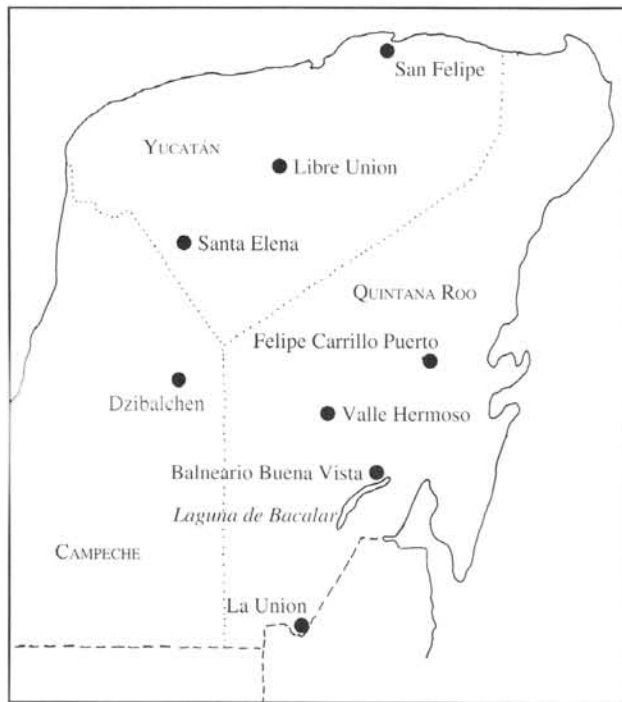 San Felipe
YUCATÁN
Libre Union
Santa Elena
QUINTANA ROO
Felipe Carrillo Puerto
Dzibalchen
Valle Hermoso
Balneario Buena Vista
Laguna de Bacalar
CAMPECHE
La Union